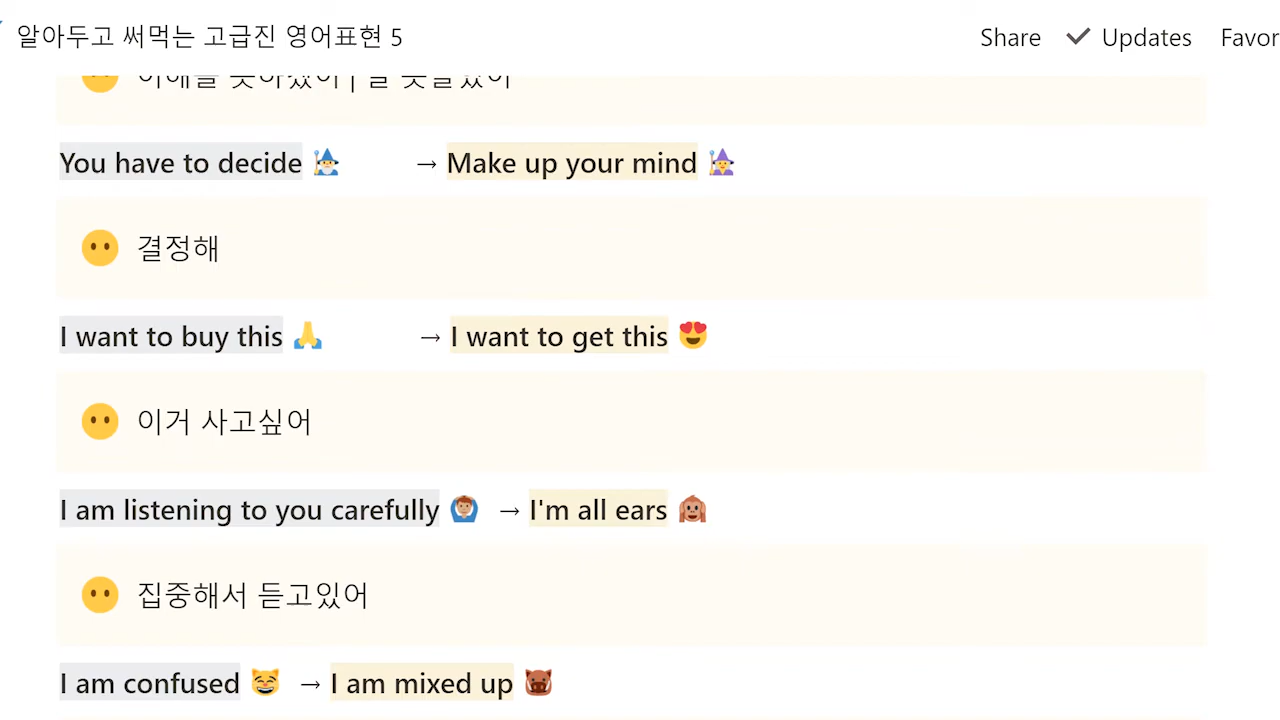 알아두고 써먹는 고급진 영어표현 5 Share Updates Favor
You have to decide → Make up your mind
결정해
I want to buy this → I want to get this
이거 사고싶어
I am listening to you carefully → I'm all ears
집중해서 듣고있어
I am confused → I am mixed up